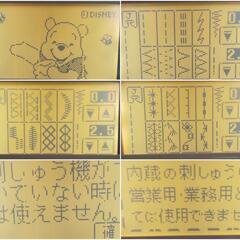 ©DISNEY
0.0
2.5
0.0
2.5
刺しゅう機が
いていない時に
は使えません。
確
内蔵の刺しゅう
営業用・業務用と
ては使用できませ